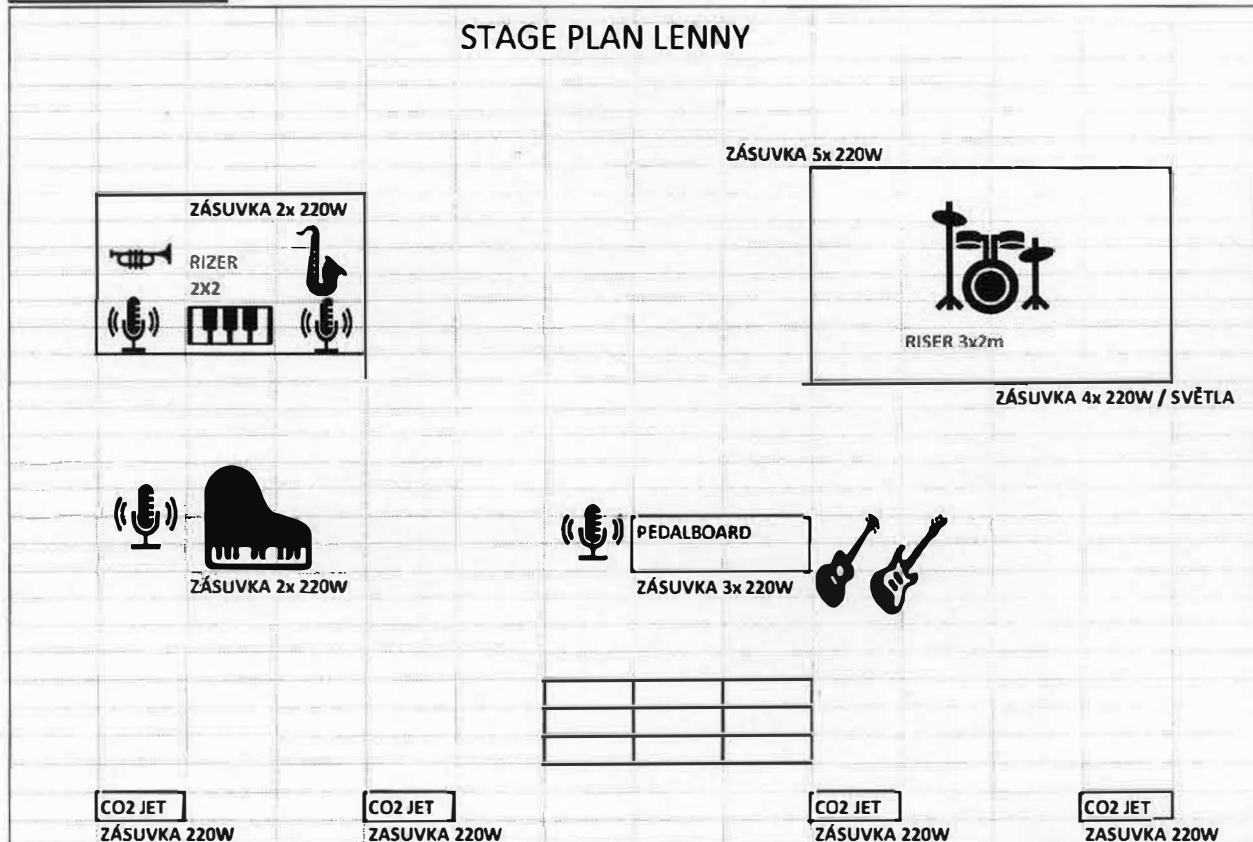 STAGE PLAN LENNY
ZÁSUVKA 5x 220W
ZÁSUVKA 2x 220W
RIZER
2X2
RISER 3x2m
ZÁSUVKA 4x 220W / SVĚTLA
PEDALBOARD
ZÁSUVKA 2x 220W
ZÁSUVKA 3x 220W
CO2 JET
CO2 JET
CO2 JET
CO2 JET
ZÁSUVKA 220W
ZASUVKA 220W
ZÁSUVKA 220W
ZASUVKA 220W